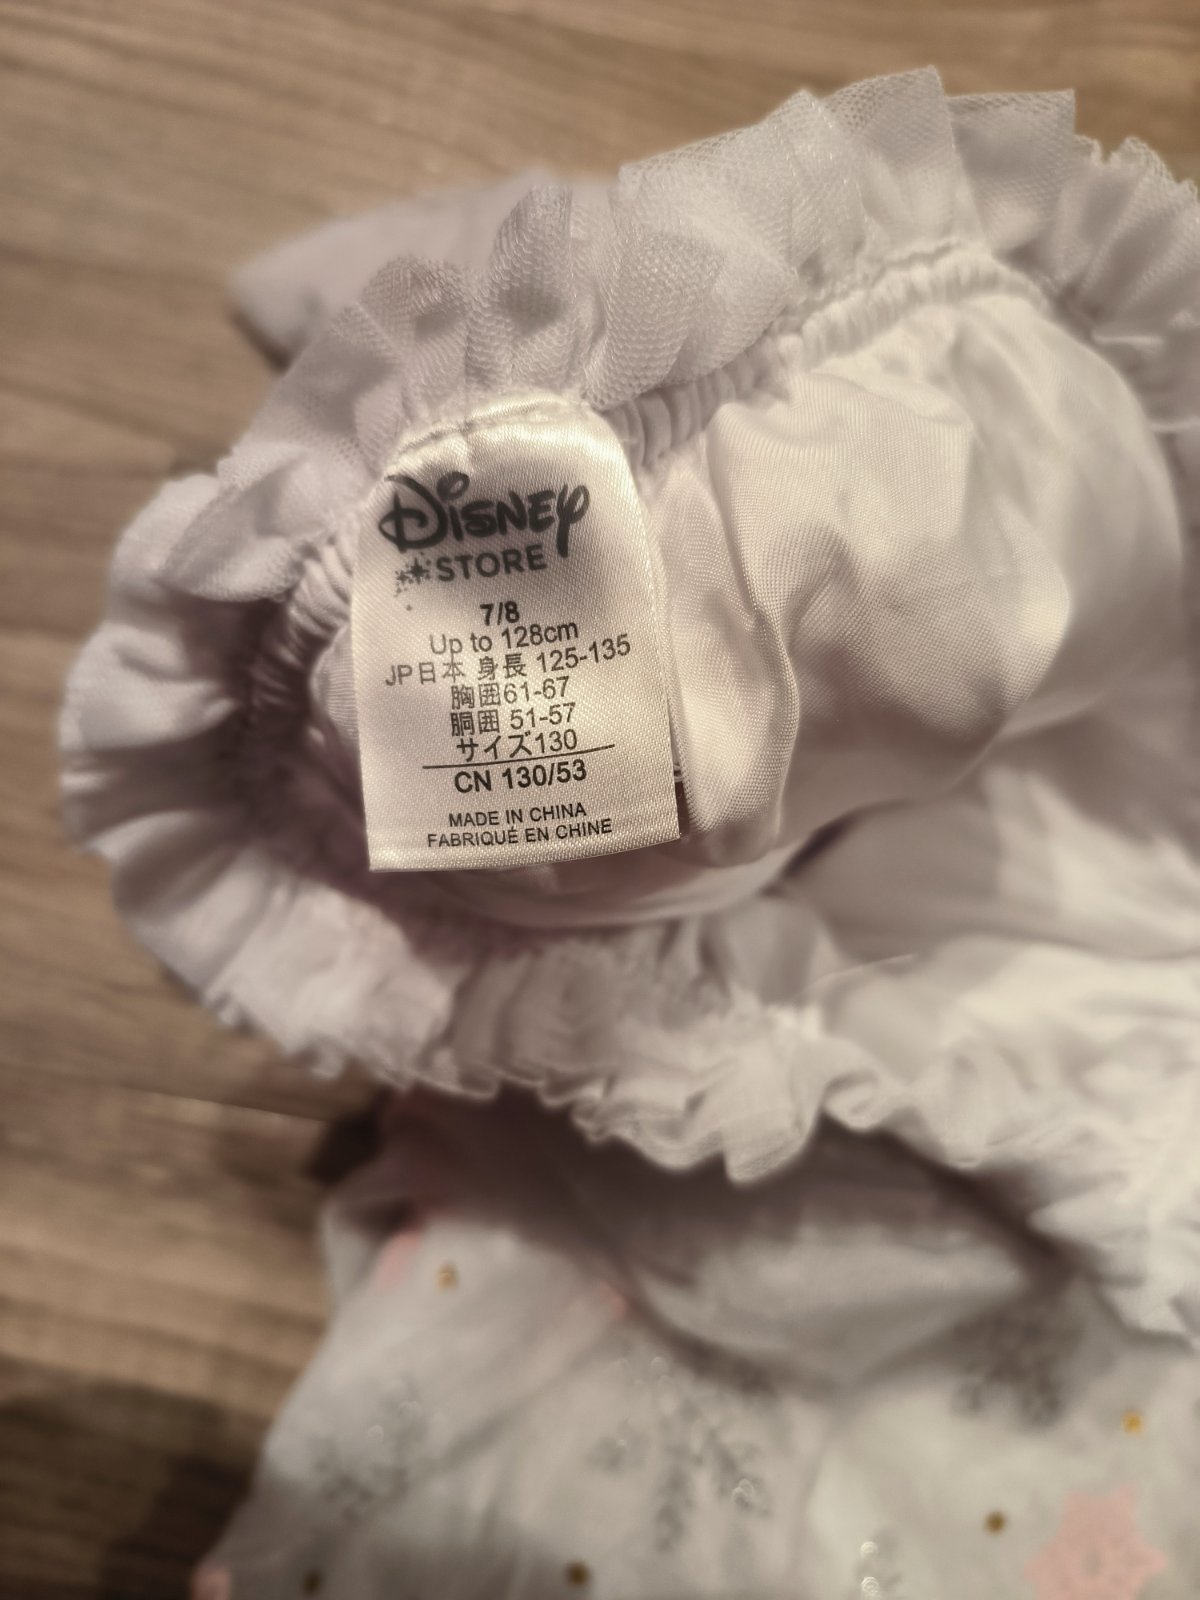 Disney
STORE
7/8
Up to 128cm
JP日本 身長 125-135
胸囲61-67
胴囲 51-57
サイズ130
CN 130/53
MADE IN CHINA
FABRIQUÉ EN CHINE